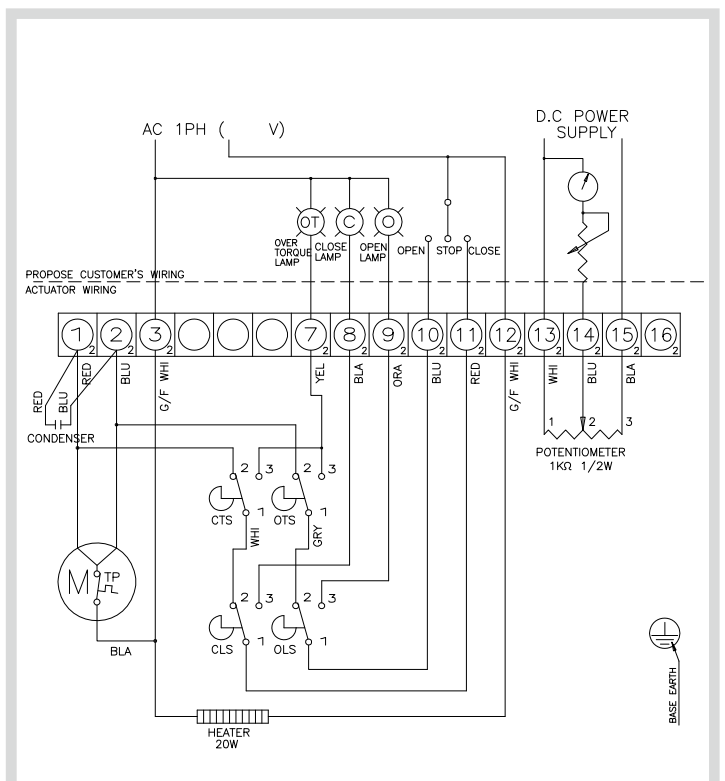 AC 1PH ( V)
D.C POWER
SUPPLY
OT
C
O
OVER
TORQUE
LAMP
CLOSE
LAMP
OPEN
LAMP
OPEN STOP CLOSE
PROPOSE CUSTOMER'S WIRING
ACTUATOR WIRING
1 2 3 7 8 9 10 11 12 13 14 15 16
2 2 2 2 2 2 2 2 2 2 2 2 2
RED
BLU
G/F WHI
YEL
BLA
ORA
BLU
RED
G/F WHI
WHI
BLU
BLA
RED
BLU
CONDENSER
1 2 3
POTENTIOMETER
1KΩ 1/2W
2 3 2 3
CTS 1 OTS 1
WHI
GRY
M TP
BLA
2 3 2 3
CLS 1 OLS 1
HEATER
20W
BASE EARTH